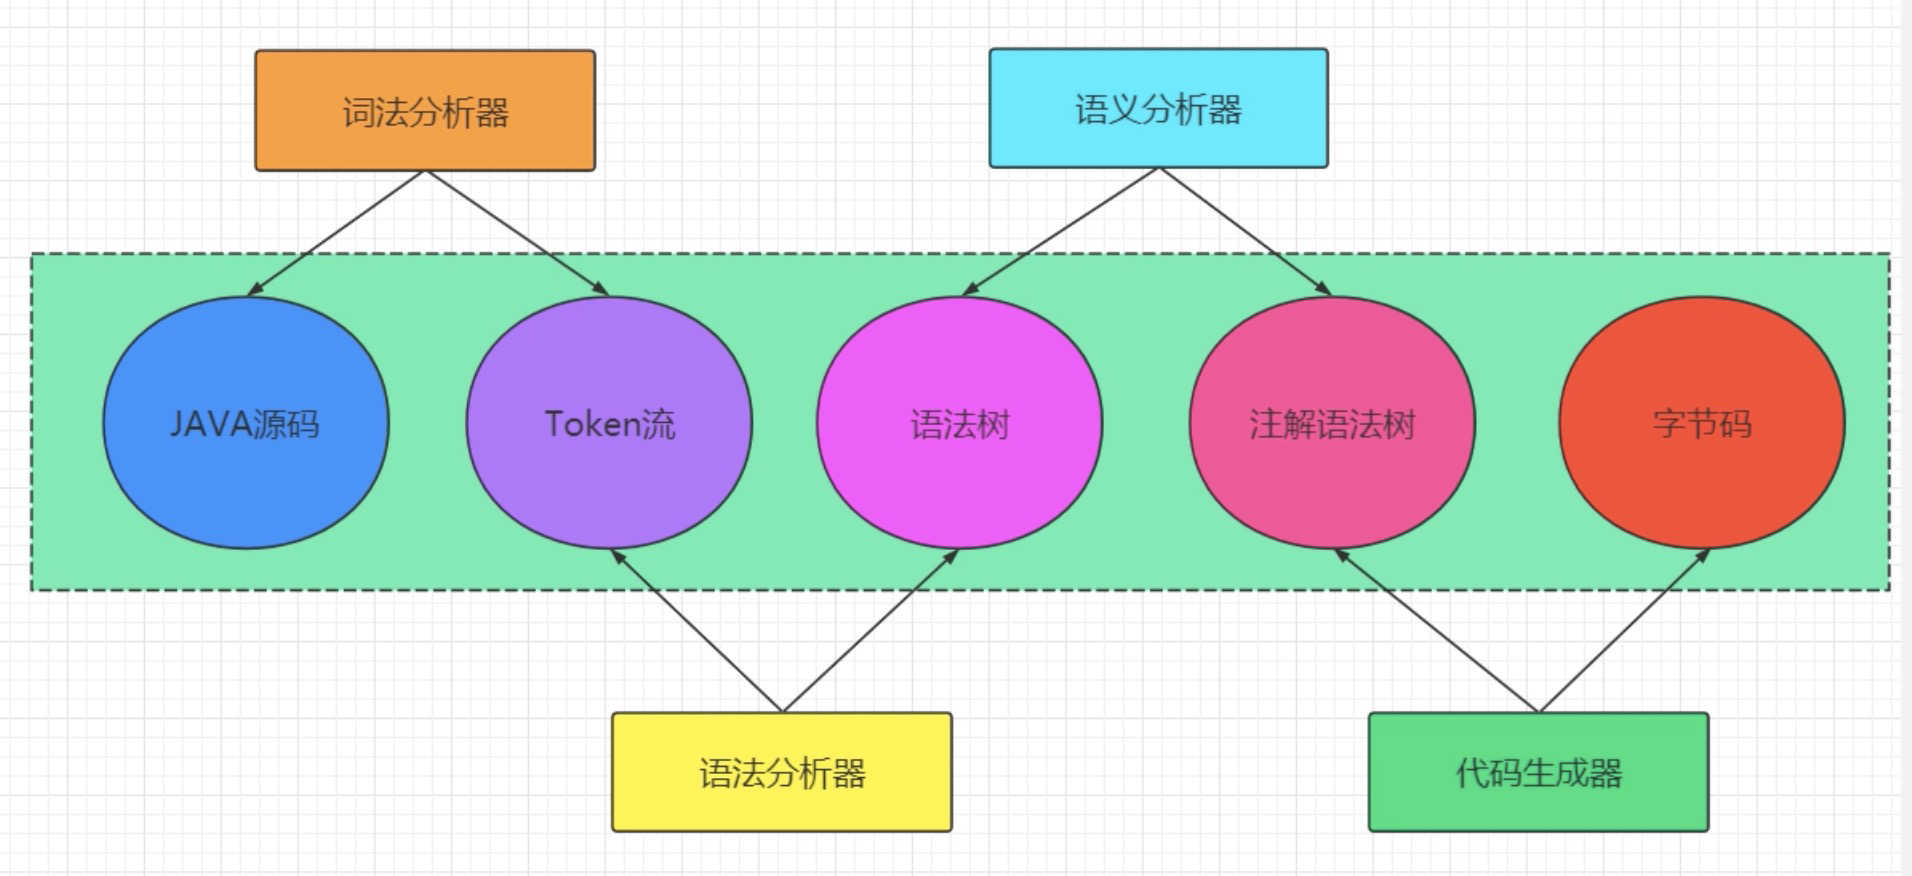 词法分析器
语义分析器
JAVA源码
Token流
语法树
注解语法树
字节码
语法分析器
代码生成器